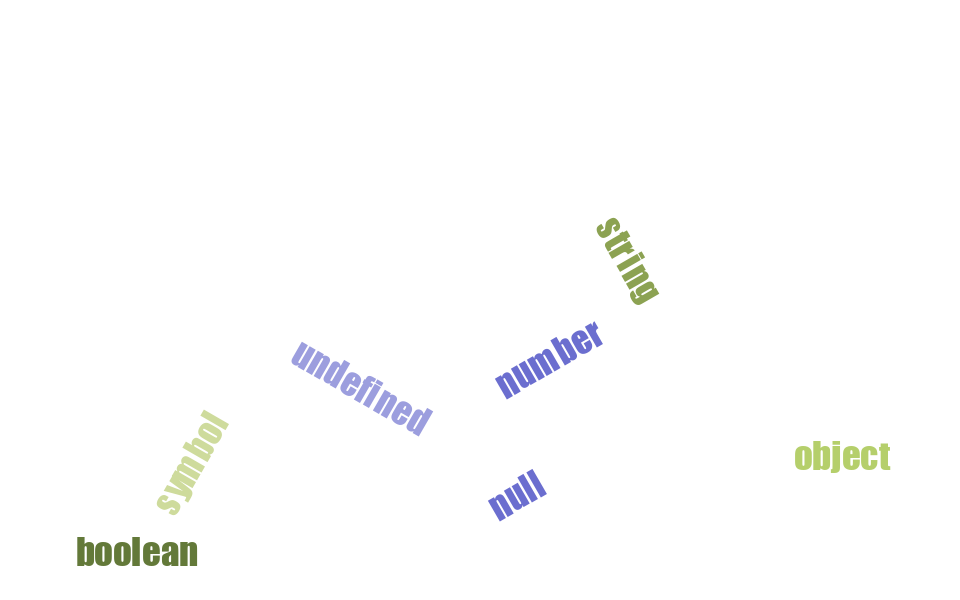 string
number
undefined
symbol
object
null
boolean